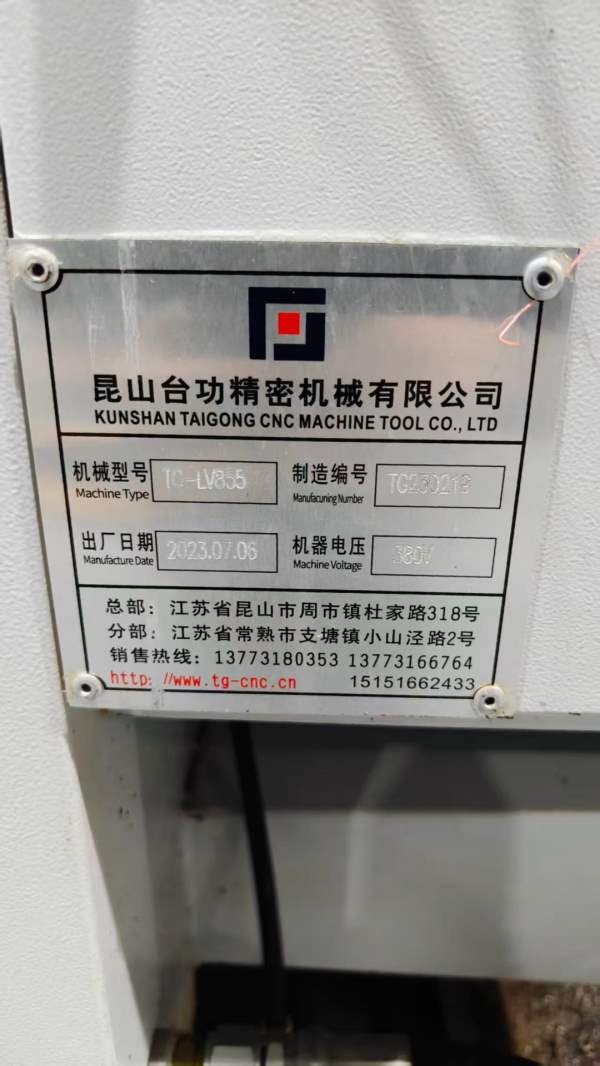 昆山台功精密机械有限公司
KUNSHAN TAIGONG CNC MACHINE TOOL CO., LTD
机械型号 TG-LV855 制造编号 TG230219
Machine Type Manufacuning Number
出厂日期 2023.07.06 机器电压 380V
Manufacture Date Machine Voltage
总部：江苏省昆山市周市镇杜家路318号
分部：江苏省常熟市支塘镇小山泾路2号
销售热线：13773180353 13773166764
http: //www.tg-cnc.cn 15151662433